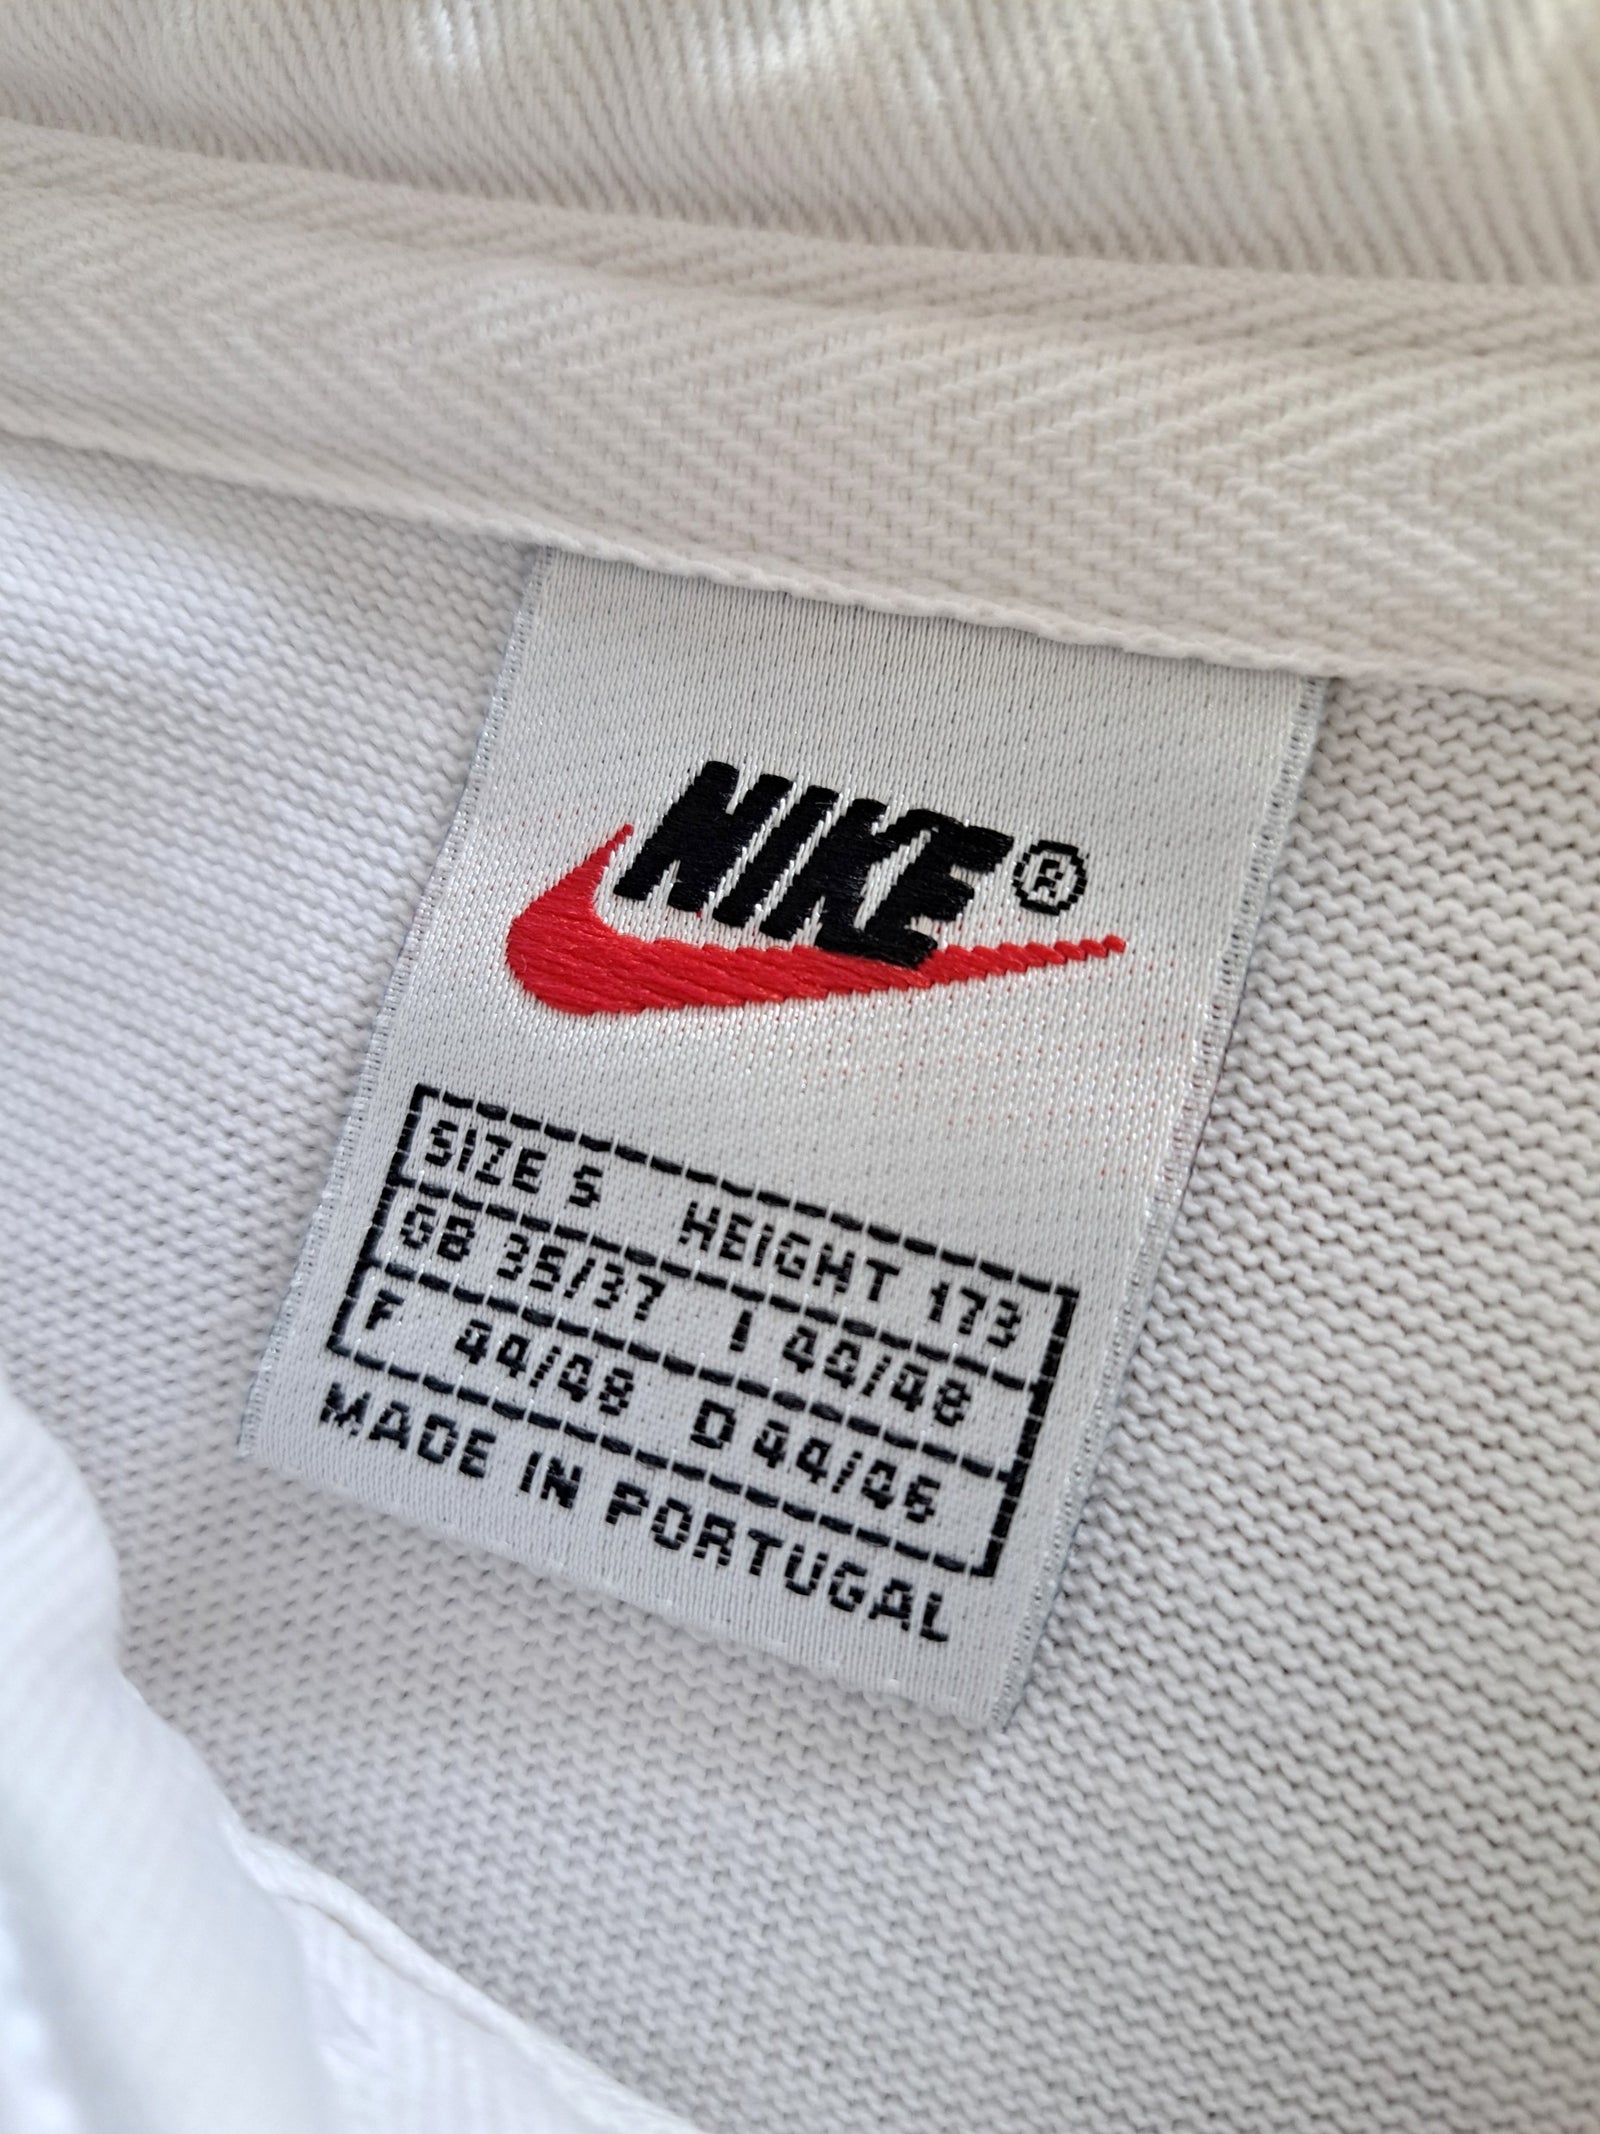 NIKE®
SIZE S HEIGHT 173
GB 35/37 I 44/48
F 44/48 D 44/46
MADE IN PORTUGAL